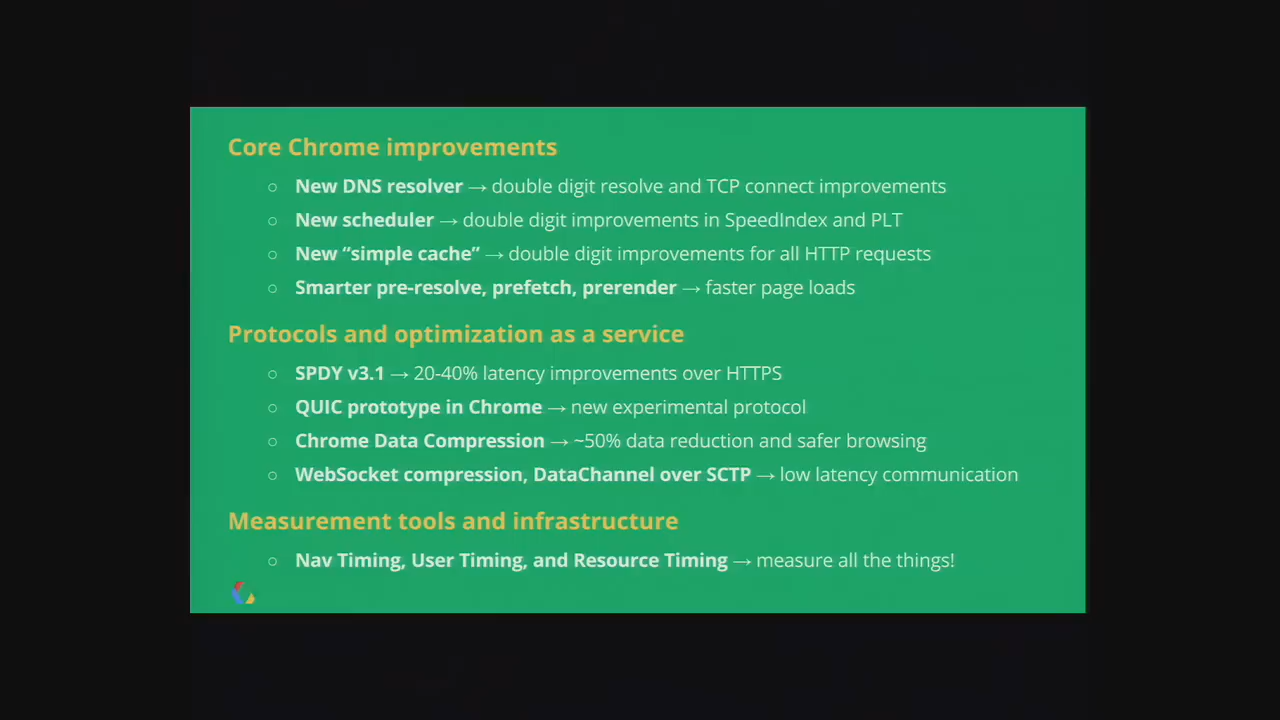 Core Chrome improvements
○ New DNS resolver → double digit resolve and TCP connect improvements
○ New scheduler → double digit improvements in SpeedIndex and PLT
○ New “simple cache” → double digit improvements for all HTTP requests
○ Smarter pre-resolve, prefetch, prerender → faster page loads
Protocols and optimization as a service
○ SPDY v3.1 → 20-40% latency improvements over HTTPS
○ QUIC prototype in Chrome → new experimental protocol
○ Chrome Data Compression → ~50% data reduction and safer browsing
○ WebSocket compression, DataChannel over SCTP → low latency communication
Measurement tools and infrastructure
○ Nav Timing, User Timing, and Resource Timing → measure all the things!